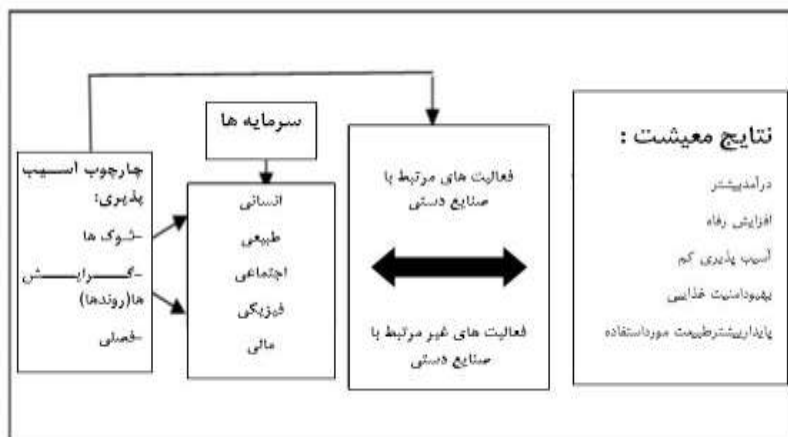 چارچوب آسیب
پذیری:
-شوک ها
-گرایش
ها(روندها)
-فصلی
سرمایه ها
انسانی
طبیعی
اجتماعی
فیزیکی
مالی
فعالیت های مرتبط با
صنایع دستی
فعالیت های غیر مرتبط با
صنایع دستی
نتایج معیشت :
درآمدبیشتر
افزایش رفاه
آسیب پذیری کم
بهبودامنیت غذایی
پایداربیشترطبیعت مورداستفاده